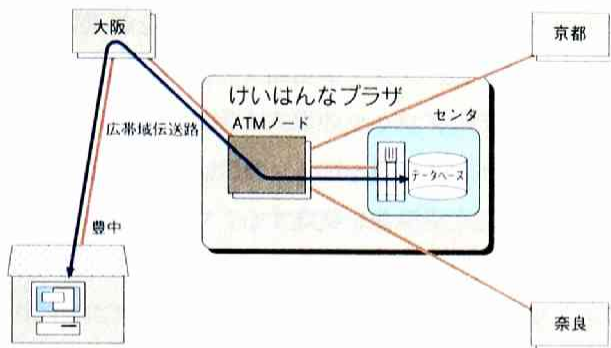 大阪
京都
けいはんなプラザ
ATMノード
センタ
広帯域伝送路
データベース
豊中
奈良